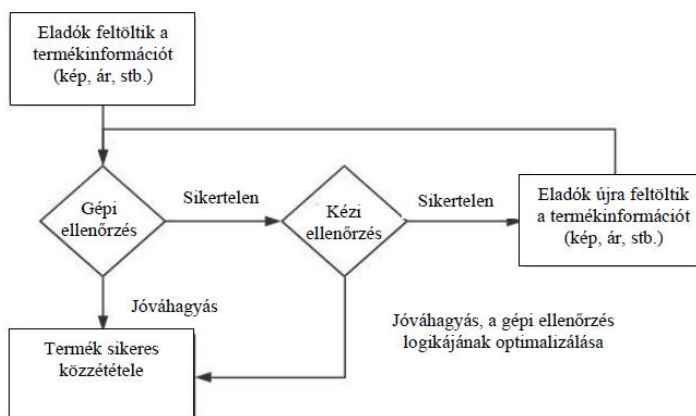 Eladók feltöltik a
termékinformációt
(kép, ár, stb.)
Gépi
ellenőrzés
Sikertelen
Kézi
ellenőrzés
Sikertelen
Eladók újra feltöltik
a termékinformációt
(kép, ár, stb.)
Jóváhagyás
Jóváhagyás, a gépi ellenőrzés
logikájának optimalizálása
Termék sikeres
közzététele